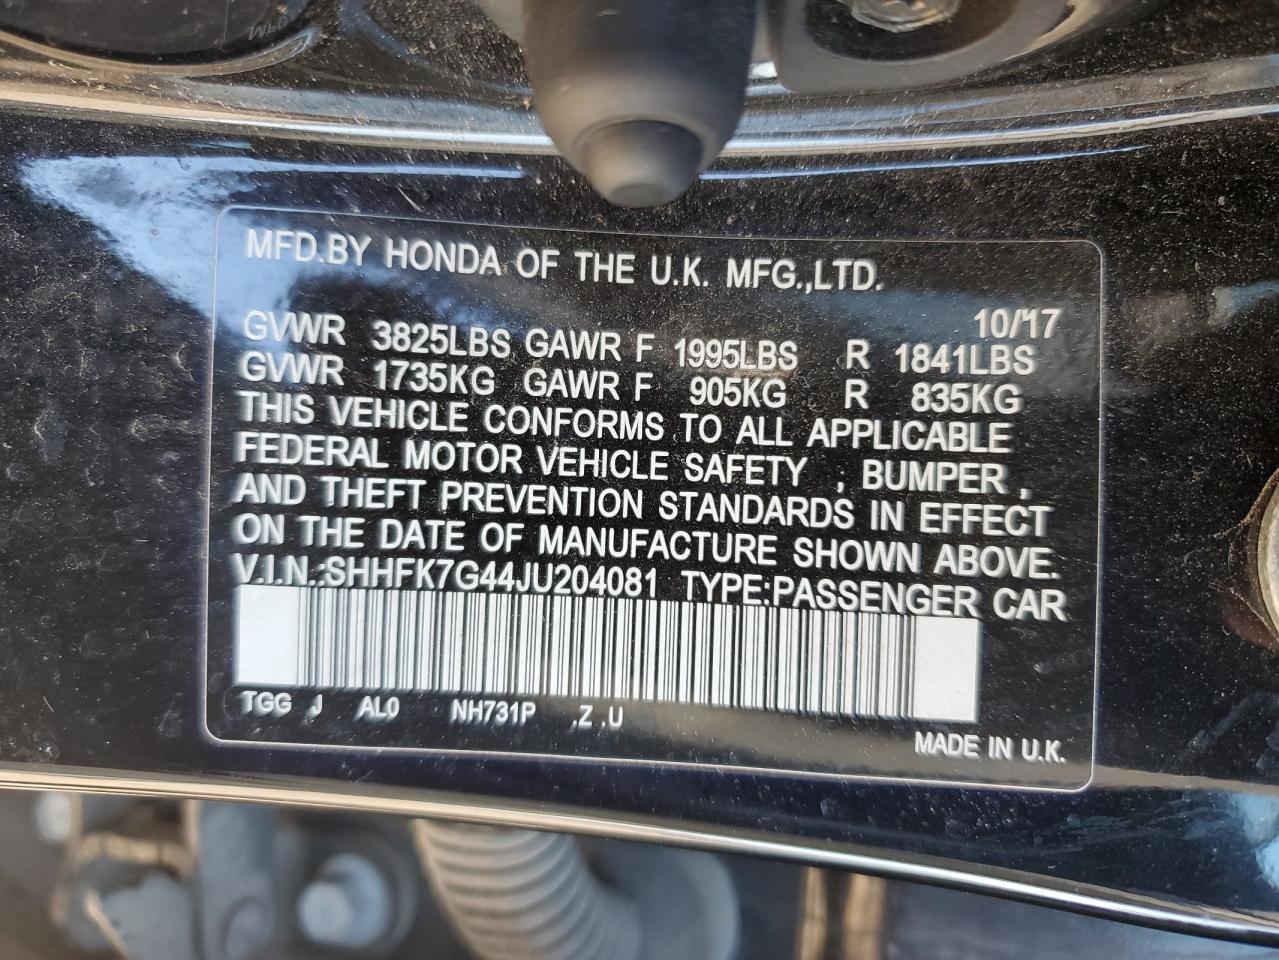 MFD.BY HONDA OF THE U.K. MFG.,LTD.
10/'17
GVWR 3825LBS GAWR F 1995LBS R 1841LBS
GVWR 1735KG GAWR F 905KG R 835KG
THIS VEHICLE CONFORMS TO ALL APPLICABLE
FEDERAL MOTOR VEHICLE SAFETY , BUMPER ,
AND THEFT PREVENTION STANDARDS IN EFFECT
ON THE DATE OF MANUFACTURE SHOWN ABOVE.
V.I.N.:SHHFK7G44JU204081 TYPE:PASSENGER CAR
TGG J AL0 NH731P .Z .U
MADE IN U.K.